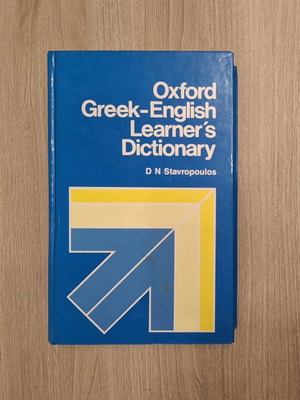 Oxford
Greek-English
Learner's
Dictionary
D N Stavropoulos